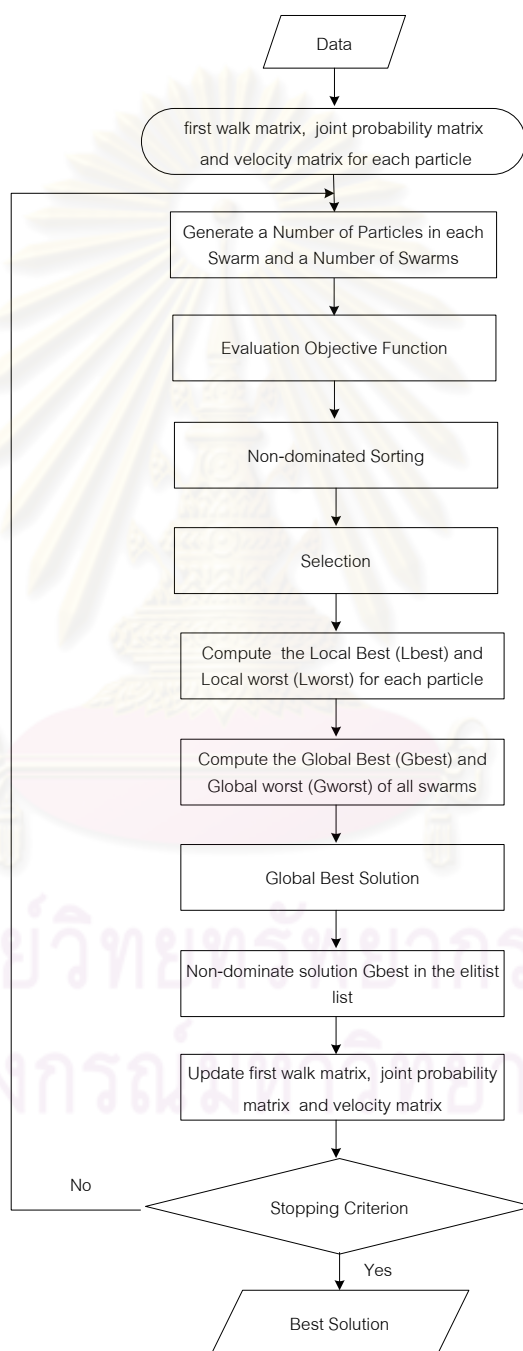 Data
first walk matrix, joint probability matrix
and velocity matrix for each particle
Generate a Number of Particles in each
Swarm and a Number of Swarms
Evaluation Objective Function
Non-dominated Sorting
Selection
Compute the Local Best (Lbest) and
Local worst (Lworst) for each particle
Compute the Global Best (Gbest) and
Global worst (Gworst) of all swarms
Global Best Solution
Non-dominate solution Gbest in the elitist
list
Update first walk matrix, joint probability
matrix and velocity matrix
No
Stopping Criterion
Yes
Best Solution